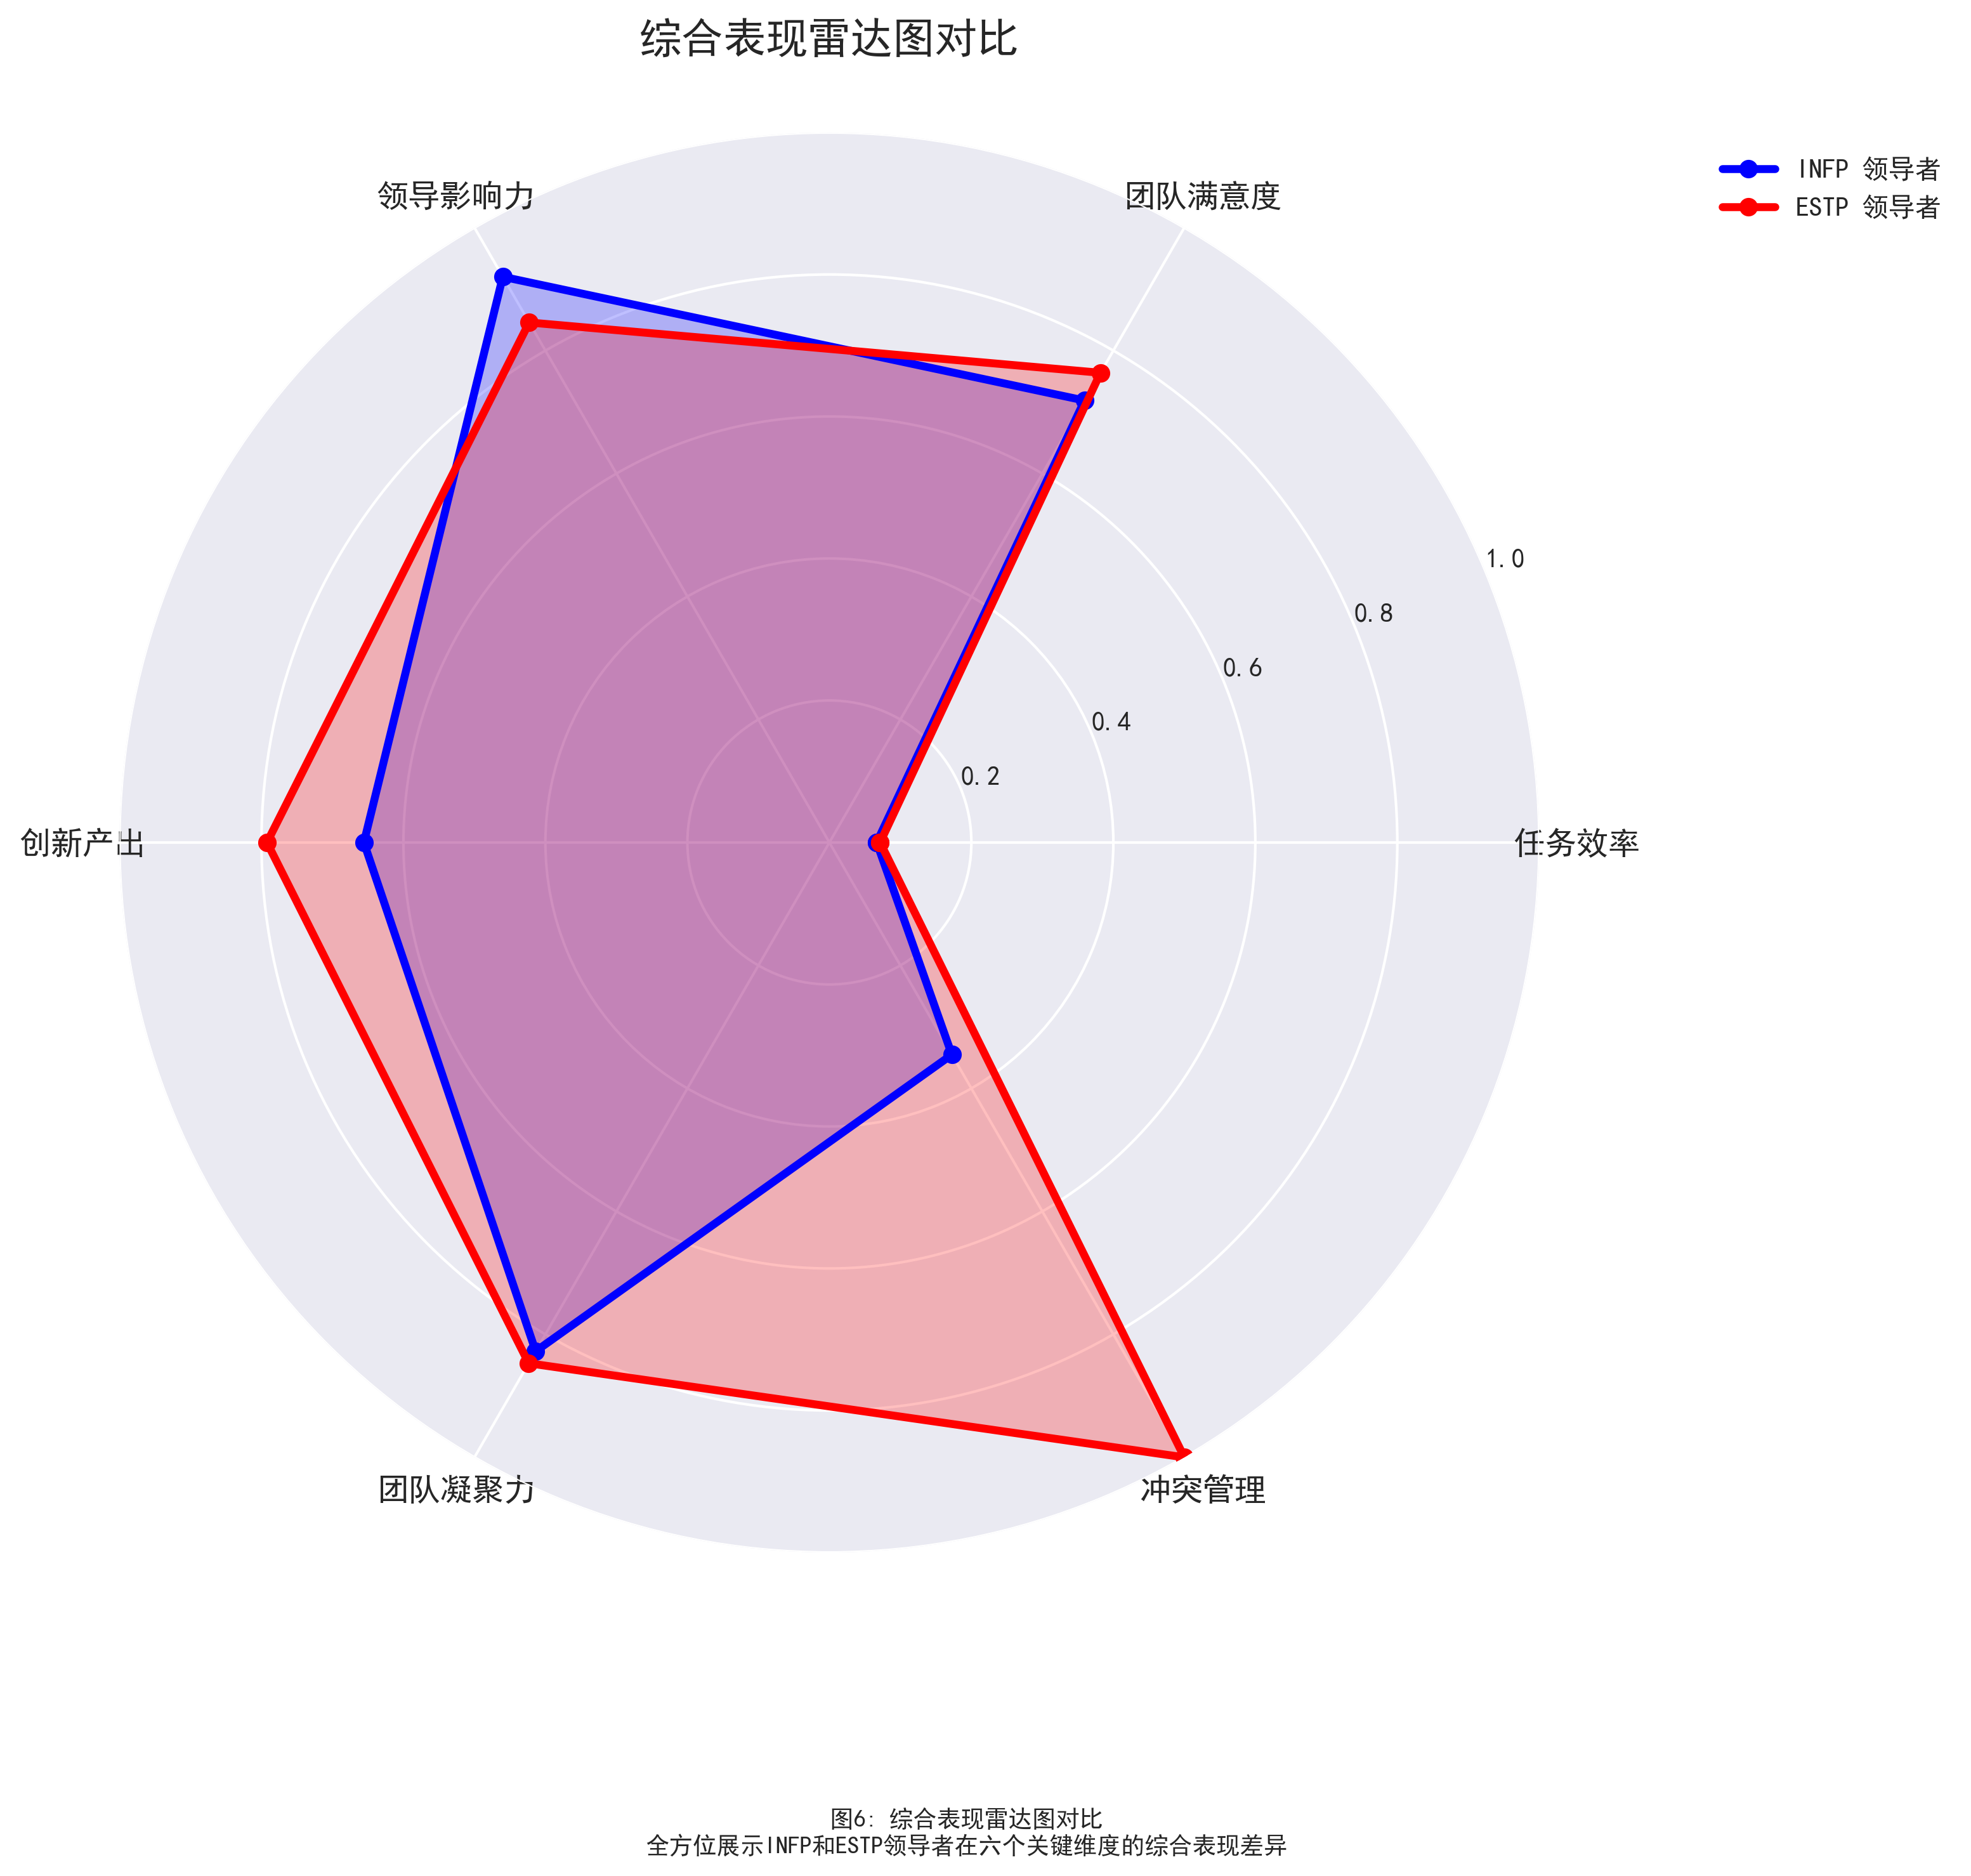 综合表现雷达图对比
INFP 领导者
ESTP 领导者
领导影响力
团队满意度
1.0
0.8
0.6
0.4
0.2
创新产出
任务效率
团队凝聚力
冲突管理
图6: 综合表现雷达图对比
全方位展示INFP和ESTP领导者在六个关键维度的综合表现差异